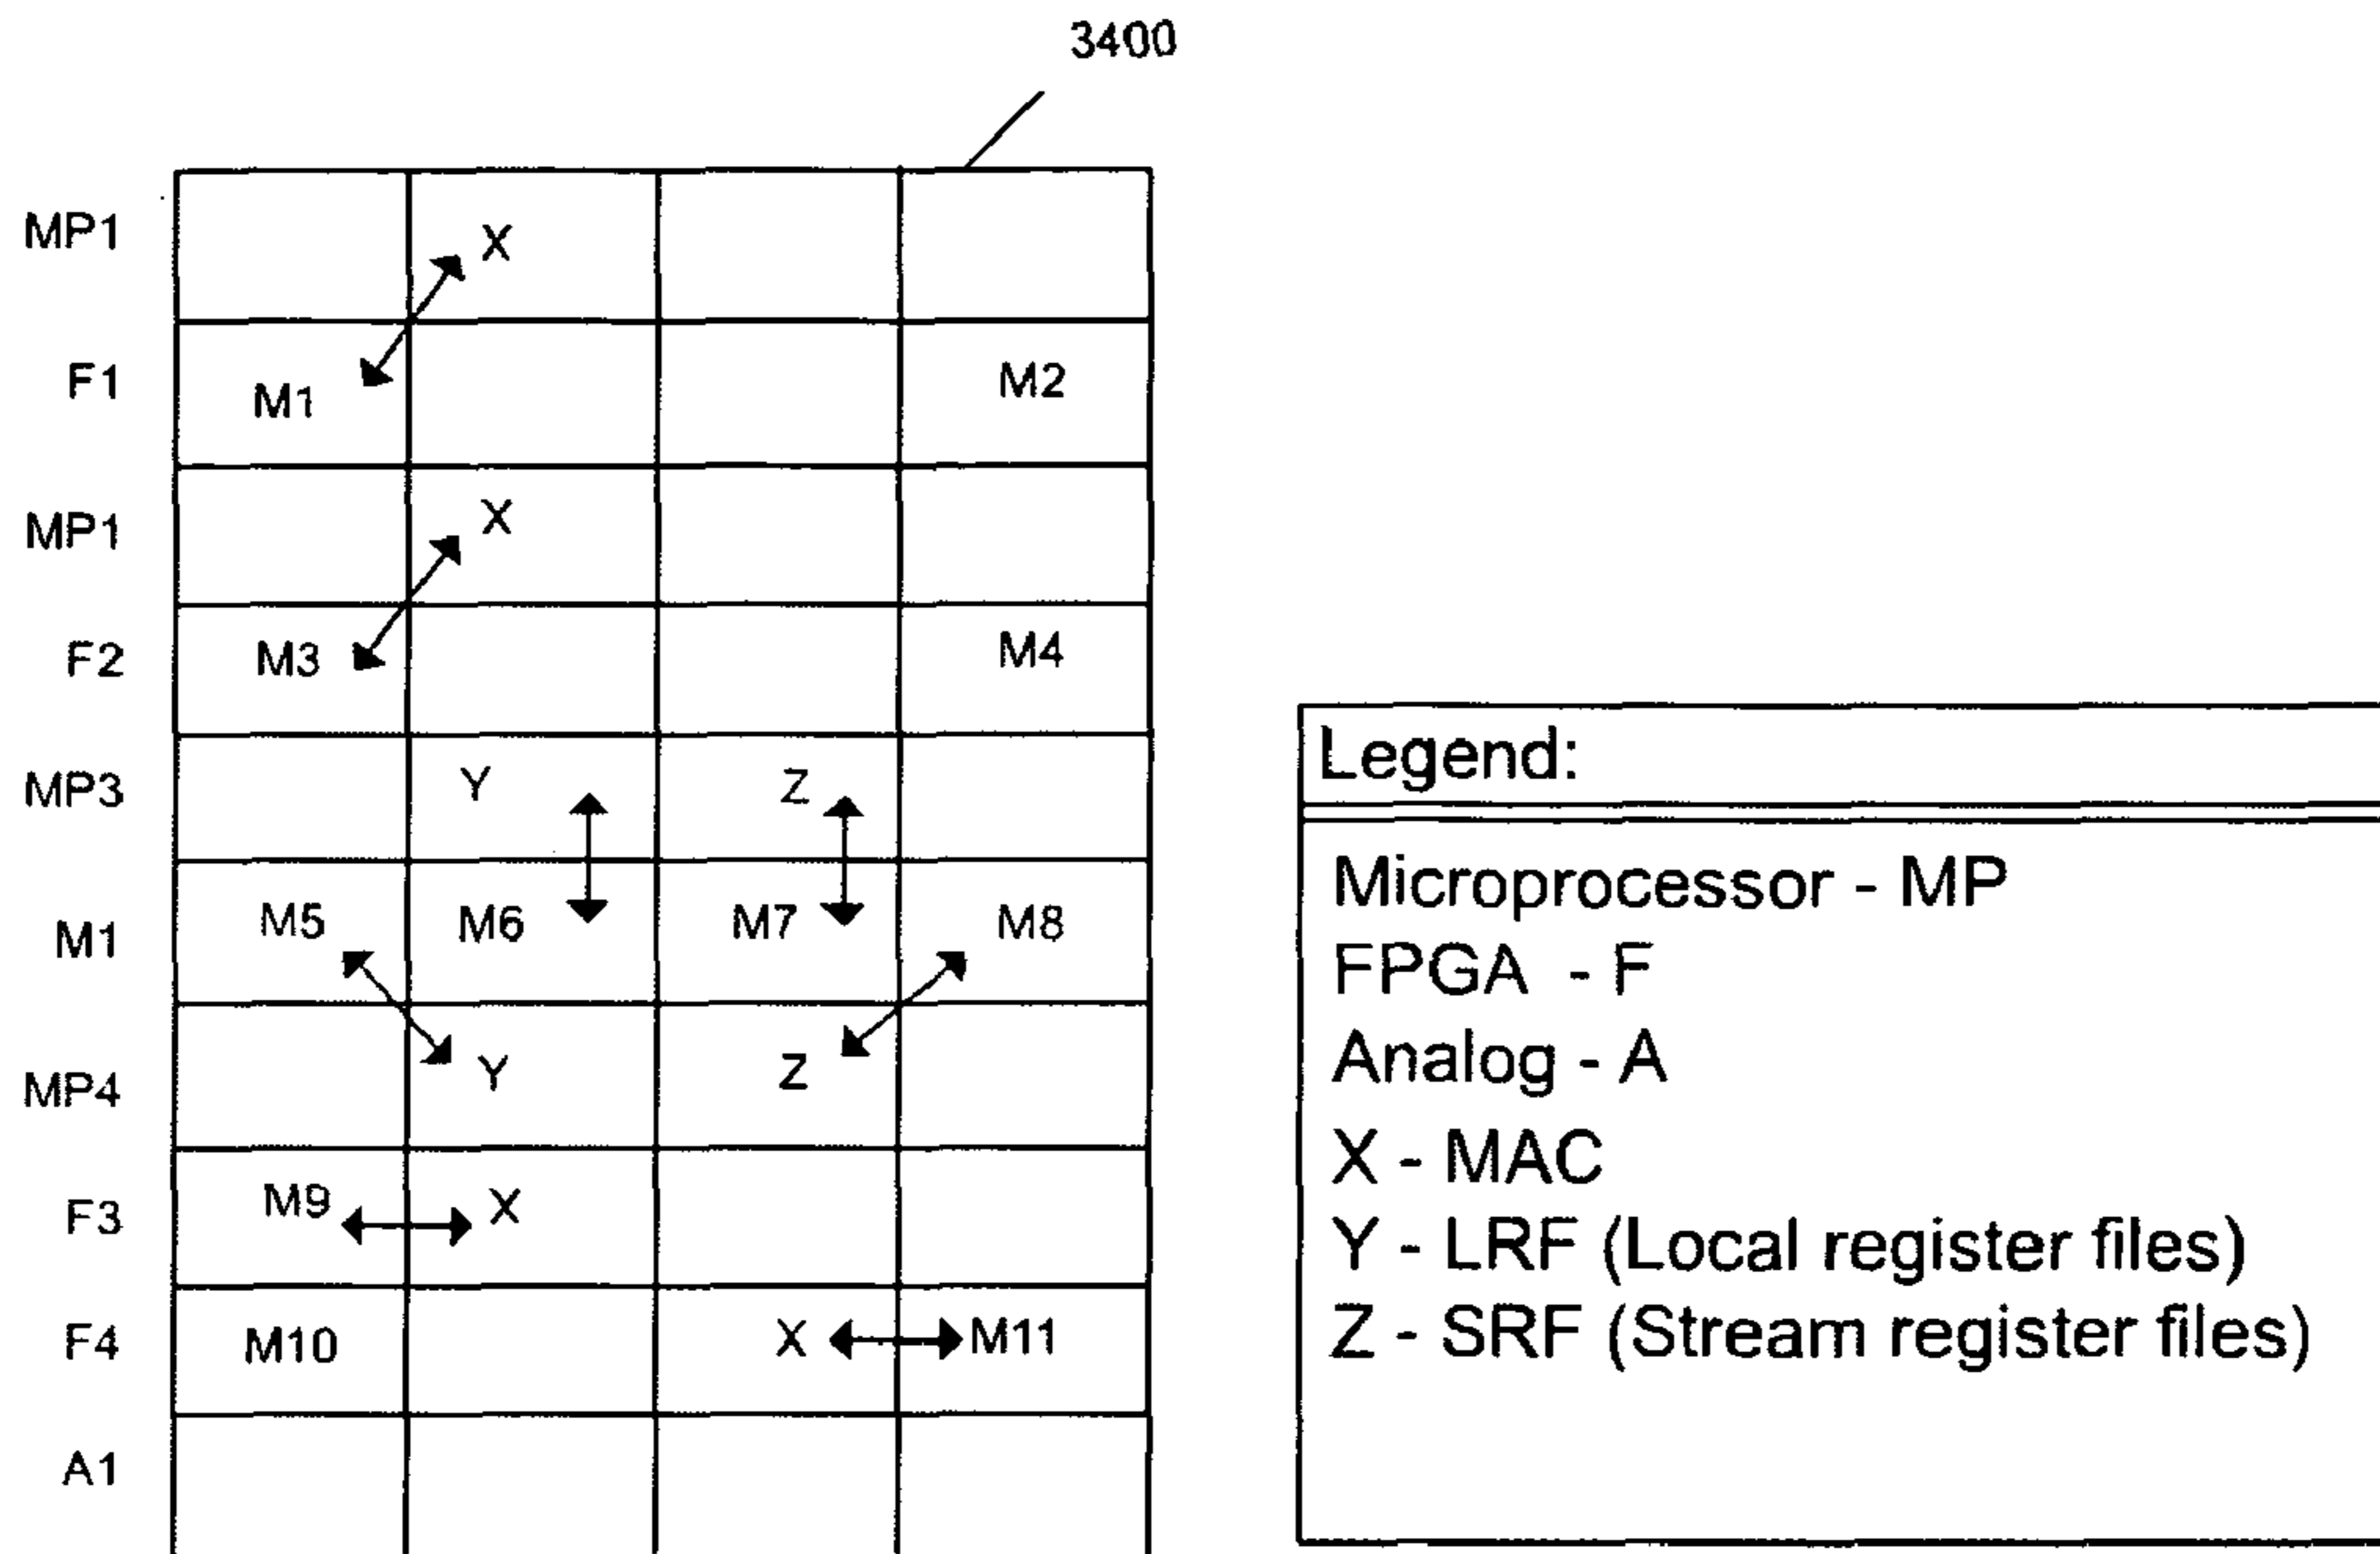 3400
MP1 X
F1 M1 M2
MP1 X
F2 M3 M4
MP3 Y Z
M1 M5 M6 M7 M8
MP4 Y Z
F3 M9 X
F4 M10 X M11
A1
Legend:
Microprocessor - MP
FPGA - F
Analog - A
X - MAC
Y - LRF (Local register files)
Z - SRF (Stream register files)